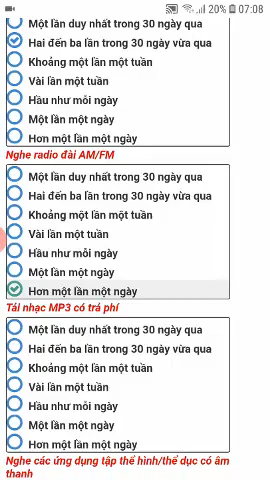 20% 07:08
Một lần duy nhất trong 30 ngày qua
Hai đến ba lần trong 30 ngày vừa qua
Khoảng một lần một tuần
Vài lần một tuần
Hầu như mỗi ngày
Một lần một ngày
Hơn một lần một ngày
Nghe radio đài AM/FM
Một lần duy nhất trong 30 ngày qua
Hai đến ba lần trong 30 ngày vừa qua
Khoảng một lần một tuần
Vài lần một tuần
Hầu như mỗi ngày
Một lần một ngày
Hơn một lần một ngày
Tải nhạc MP3 có trả phí
Một lần duy nhất trong 30 ngày qua
Hai đến ba lần trong 30 ngày vừa qua
Khoảng một lần một tuần
Vài lần một tuần
Hầu như mỗi ngày
Một lần một ngày
Hơn một lần một ngày
Nghe các ứng dụng tập thể hình/thể dục có âm
thanh